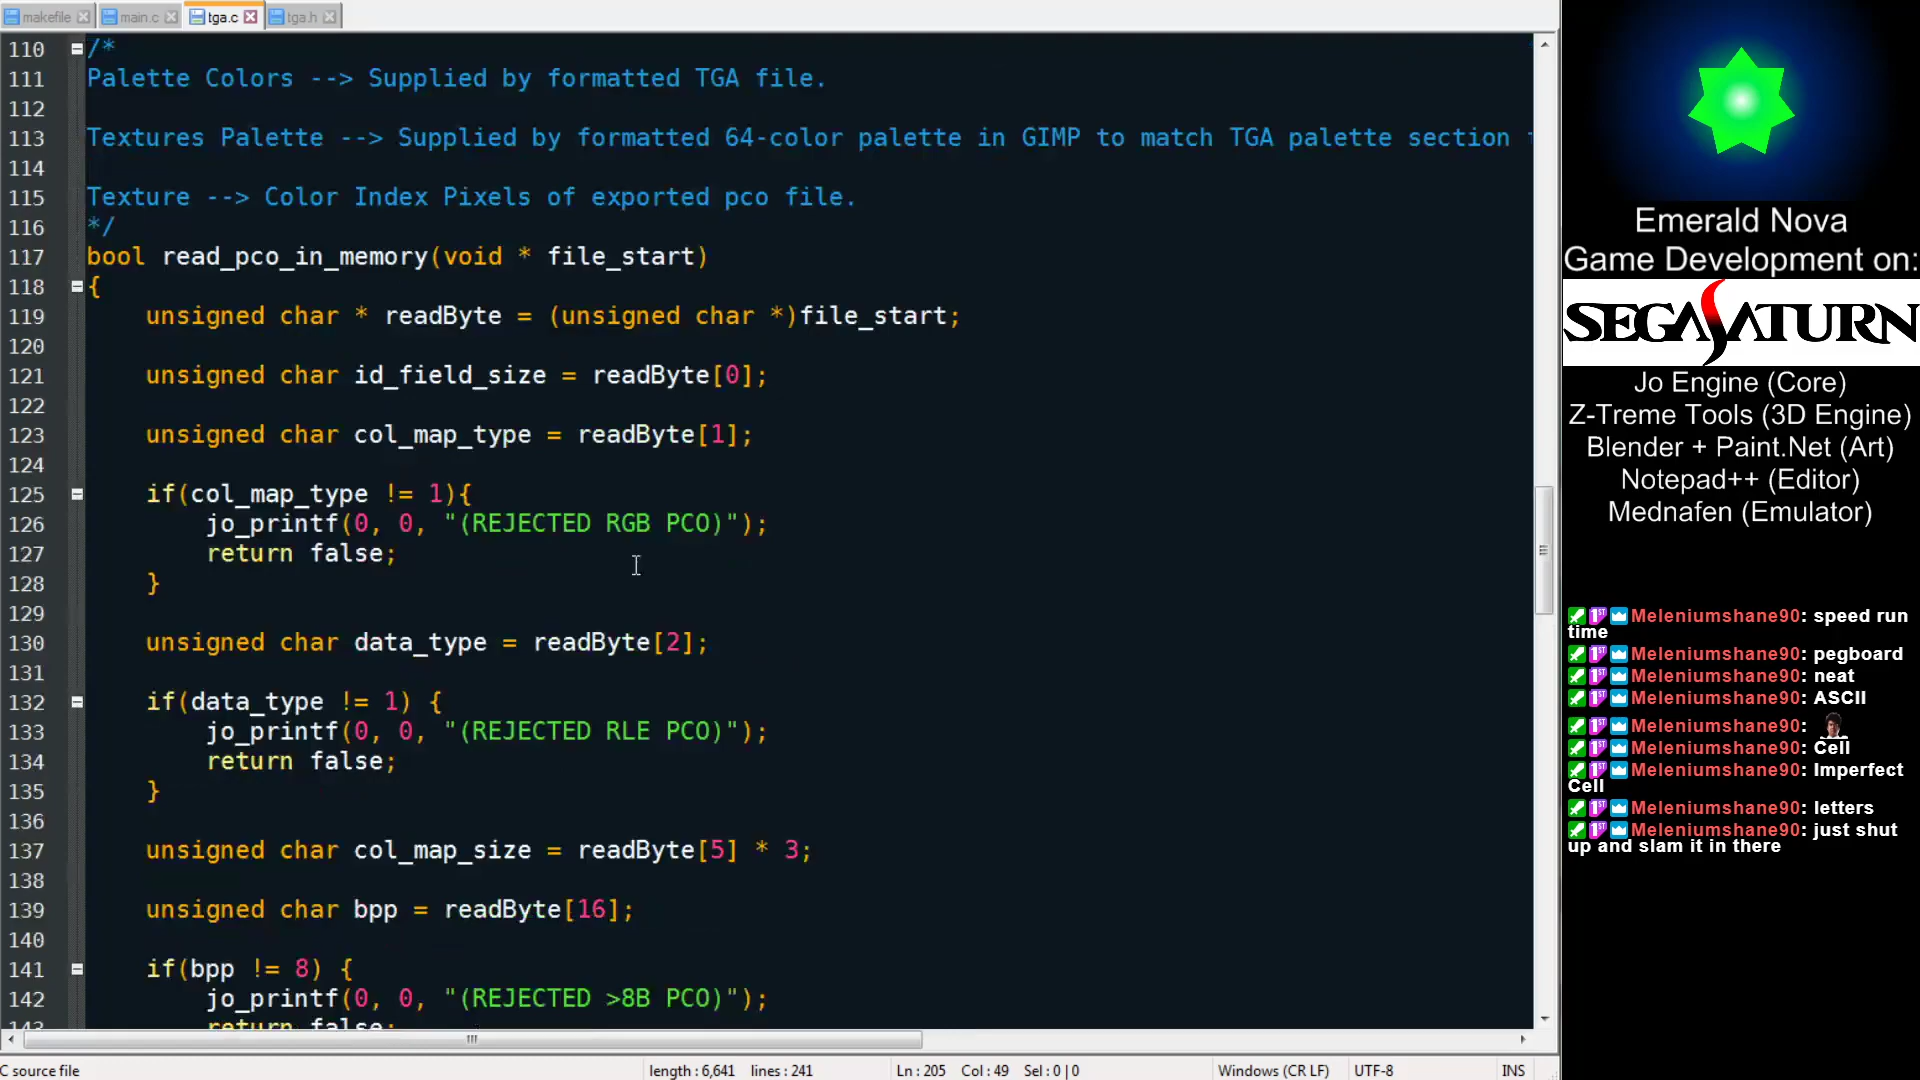 makefile main.c tga.c tga.h
110 /*
111 Palette Colors --> Supplied by formatted TGA file.
112
113 Textures Palette --> Supplied by formatted 64-color palette in GIMP to match TGA palette section
114
115 Texture --> Color Index Pixels of exported pco file.
116 */
117 bool read_pco_in_memory(void * file_start)
118 {
119 unsigned char * readByte = (unsigned char *)file_start;
120
121 unsigned char id_field_size = readByte[0];
122
123 unsigned char col_map_type = readByte[1];
124
125 if(col_map_type != 1){
126 jo_printf(0, 0, "(REJECTED RGB PCO)");
127 return false;
128 }
129
130 unsigned char data_type = readByte[2];
131
132 if(data_type != 1) {
133 jo_printf(0, 0, "(REJECTED RLE PCO)");
134 return false;
135 }
136
137 unsigned char col_map_size = readByte[5] * 3;
138
139 unsigned char bpp = readByte[16];
140
141 if(bpp != 8) {
142 jo_printf(0, 0, "(REJECTED >8B PCO)");
143 return false;
C source file length : 6,641 lines : 241 Ln : 205 Col : 49 Sel : 0 | 0 Windows (CR LF) UTF-8 INS
Emerald Nova
Game Development on:
SEGA SATURN
Jo Engine (Core)
Z-Treme Tools (3D Engine)
Blender + Paint.Net (Art)
Notepad++ (Editor)
Mednafen (Emulator)
Meleniumshane90: speed run
time
Meleniumshane90: pegboard
Meleniumshane90: neat
Meleniumshane90: ASCII
Meleniumshane90:
Meleniumshane90: Cell
Meleniumshane90: Imperfect
Cell
Meleniumshane90: letters
Meleniumshane90: just shut
up and slam it in there